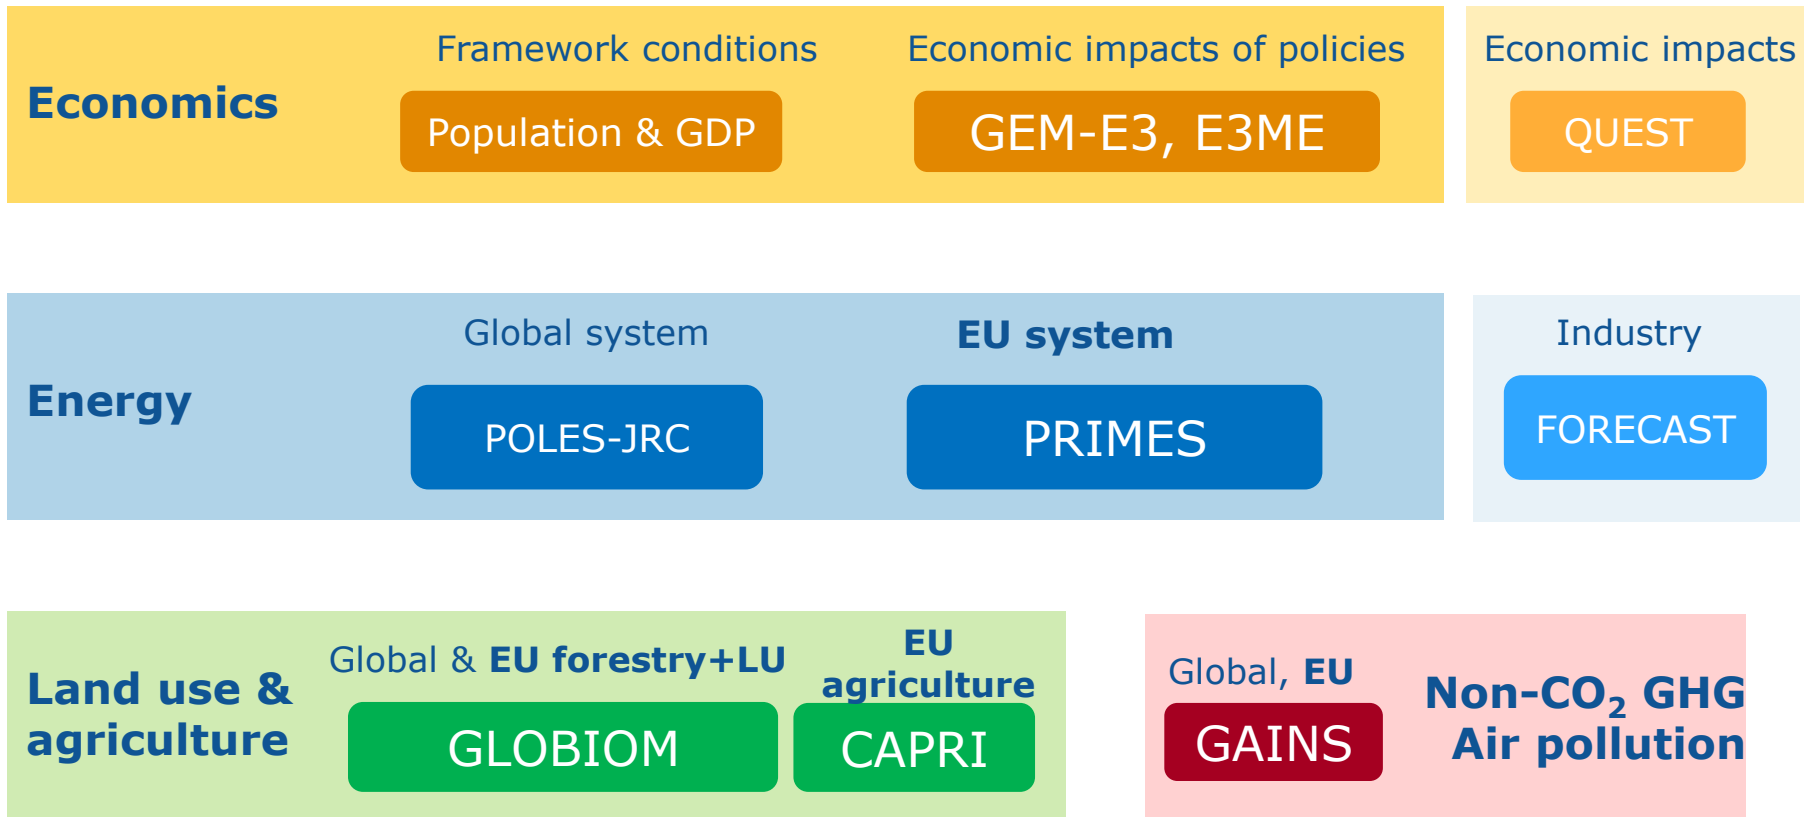 Economics
Framework conditions
Population & GDP
Economic impacts of policies
GEM-E3, E3ME
Economic impacts
QUEST
Energy
Global system
POLES-JRC
EU system
PRIMES
Industry
FORECAST
Land use &
agriculture
Global & EU forestry+LU
GLOBIOM
EU
agriculture
CAPRI
Global, EU
GAINS
Non-CO₂ GHG
Air pollution